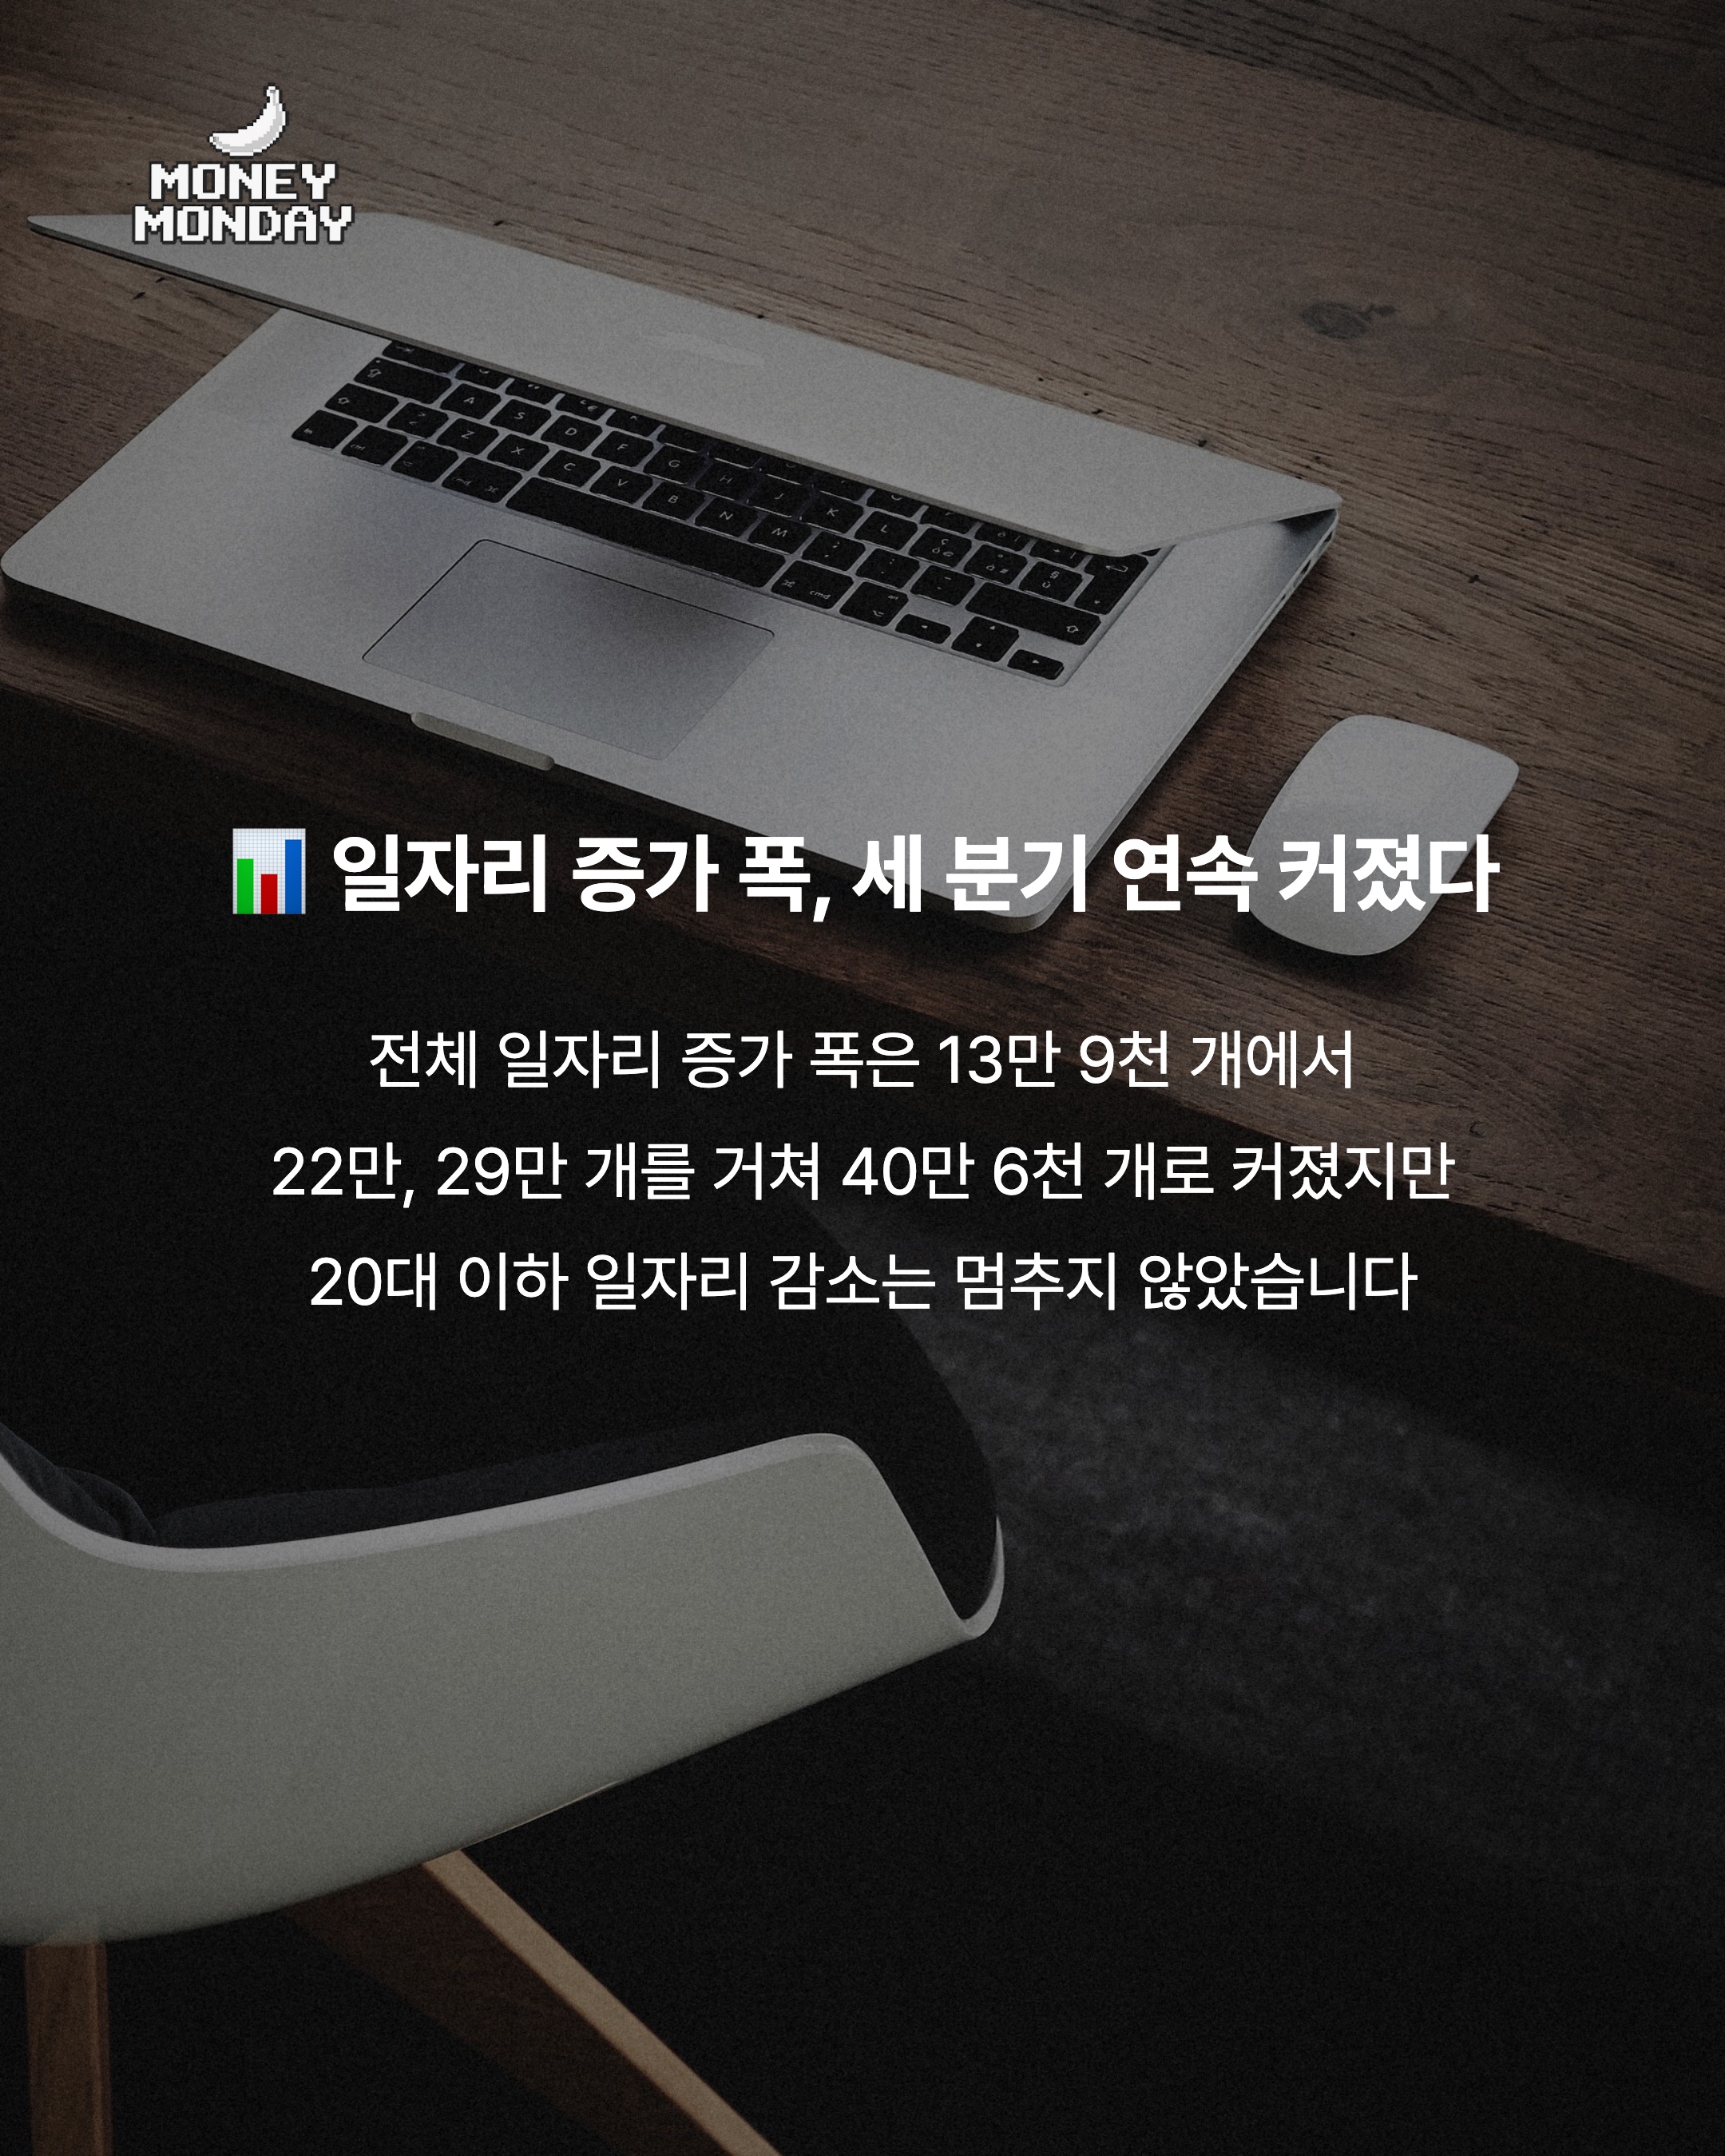 MONEY
MONDAY
📊 일자리 증가 폭, 세 분기 연속 커졌다
전체 일자리 증가 폭은 13만 9천 개에서
22만, 29만 개를 거쳐 40만 6천 개로 커졌지만
20대 이하 일자리 감소는 멈추지 않았습니다